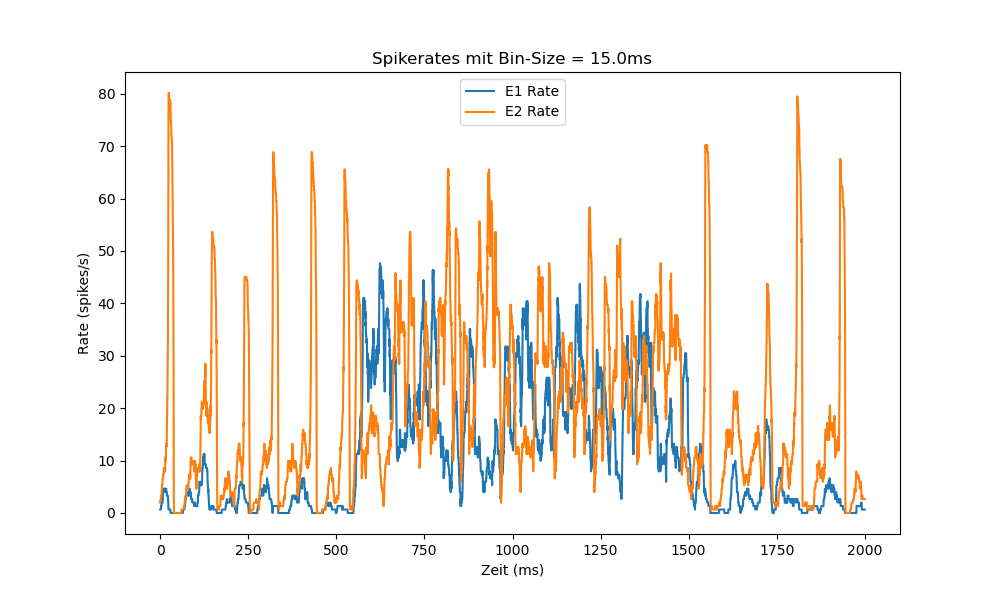 Spikerates mit Bin-Size = 15.0ms
E1 Rate
E2 Rate
80
70
60
50
40
30
20
10
0
Rate (spikes/s)
0 250 500 750 1000 1250 1500 1750 2000
Zeit (ms)